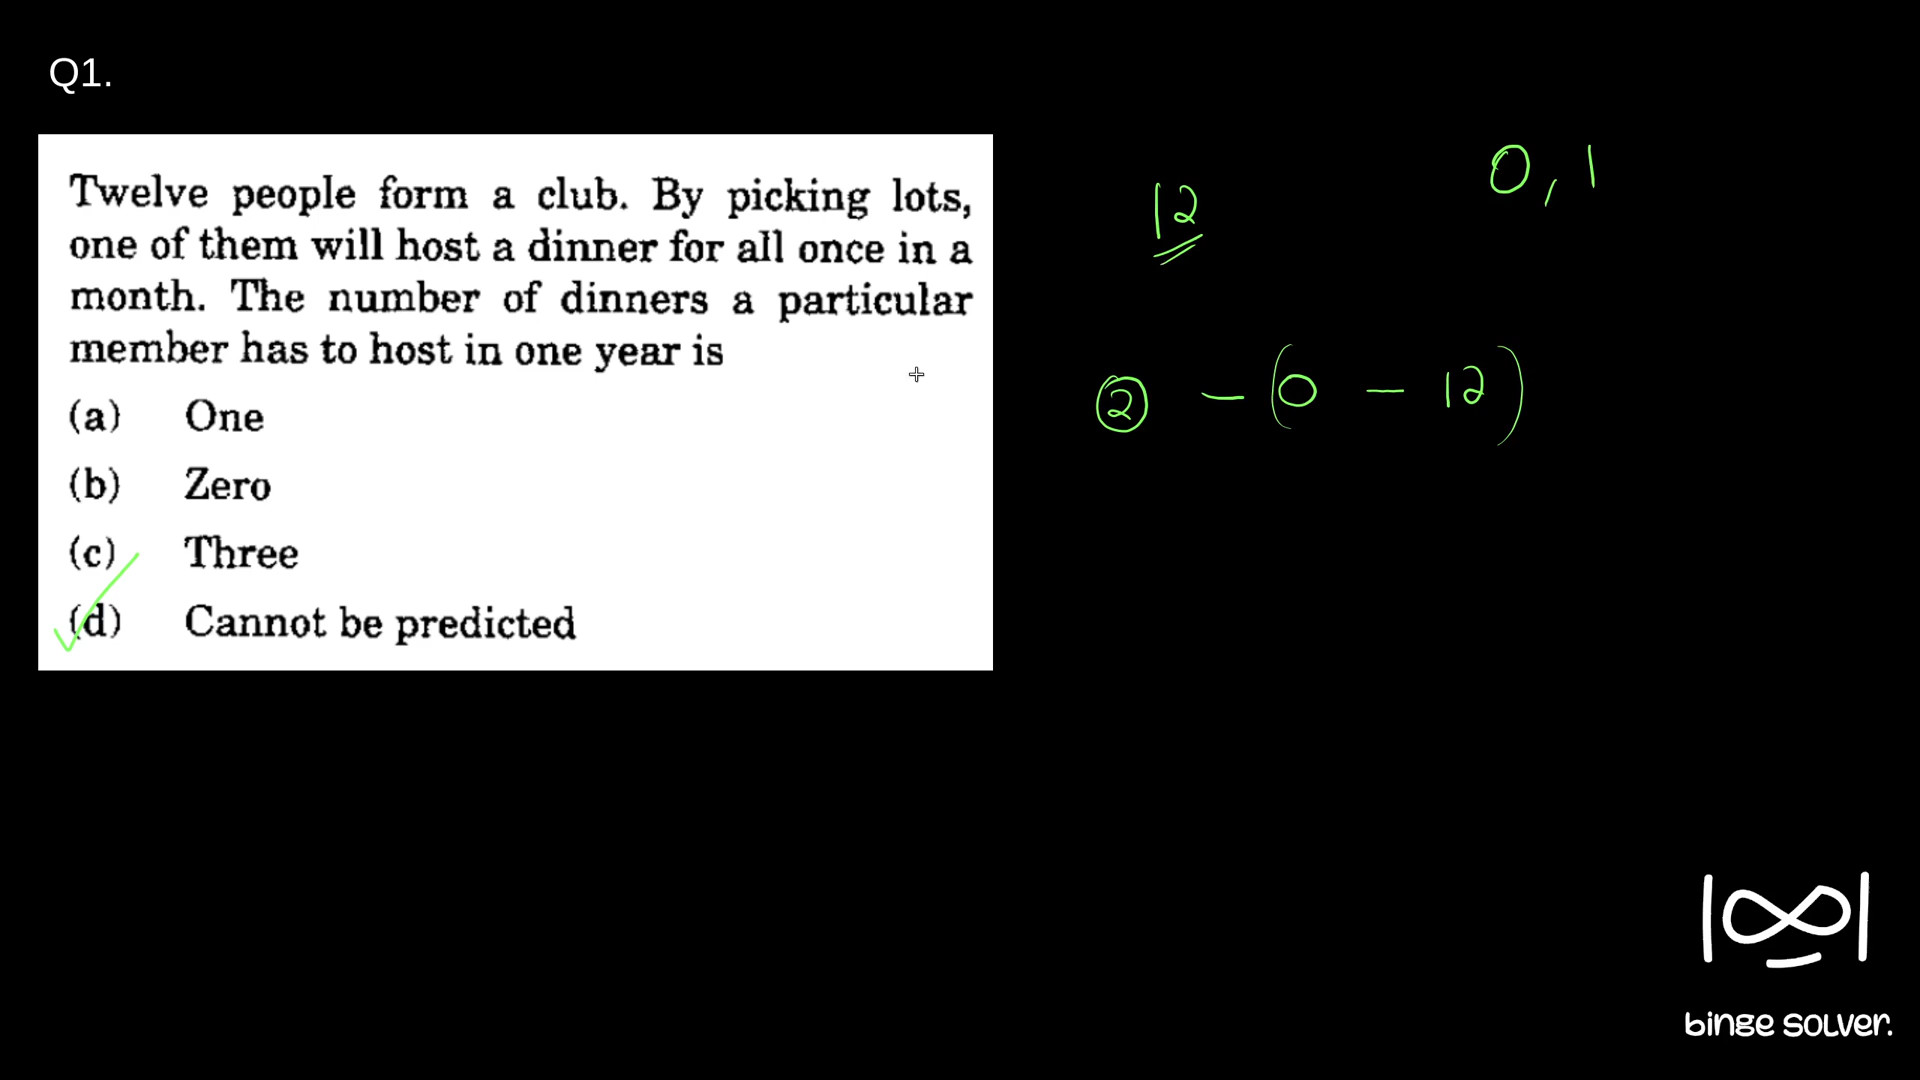 Q1.
Twelve people form a club. By picking lots,
one of them will host a dinner for all once in a
month. The number of dinners a particular
member has to host in one year is
(a) One
(b) Zero
(c) Three
(d) Cannot be predicted
0, 1
12
2 - (0 - 12)
binge solver.